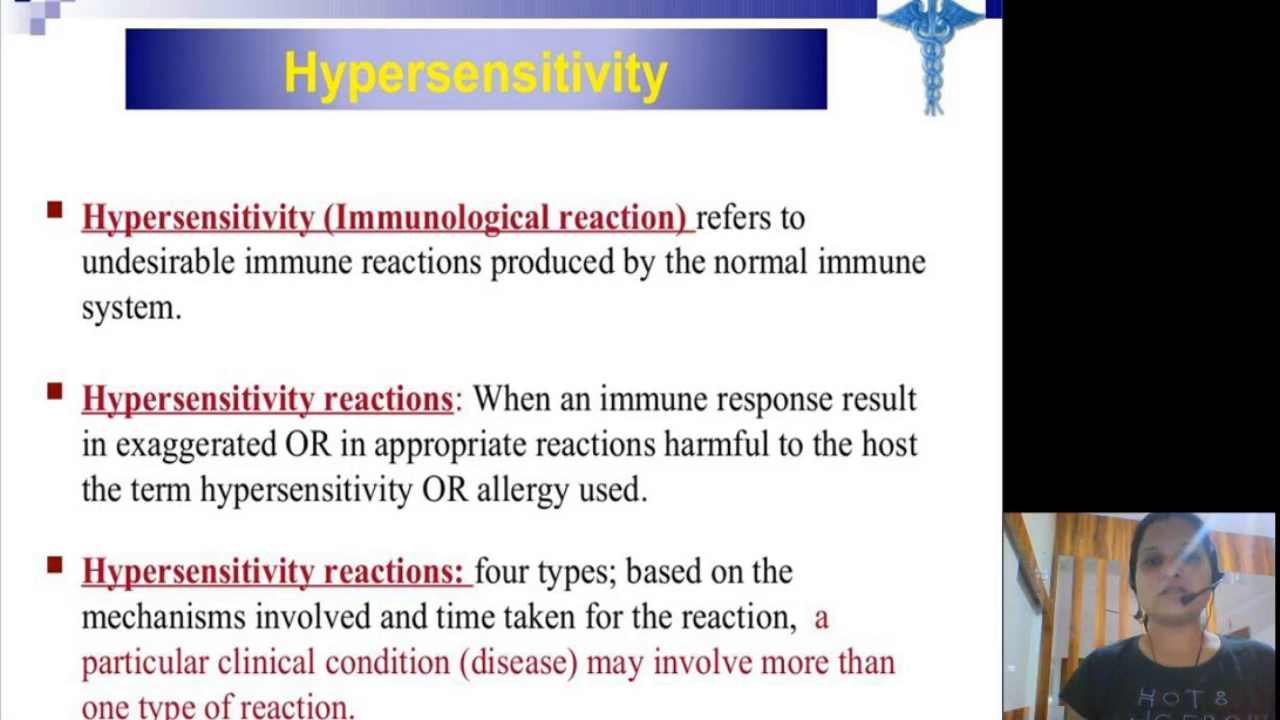 Hypersensitivity
Hypersensitivity (Immunological reaction) refers to
undesirable immune reactions produced by the normal immune
system.
Hypersensitivity reactions: When an immune response result
in exaggerated OR in appropriate reactions harmful to the host
the term hypersensitivity OR allergy used.
Hypersensitivity reactions: four types; based on the
mechanisms involved and time taken for the reaction, a
particular clinical condition (disease) may involve more than
one type of reaction.
HOT &